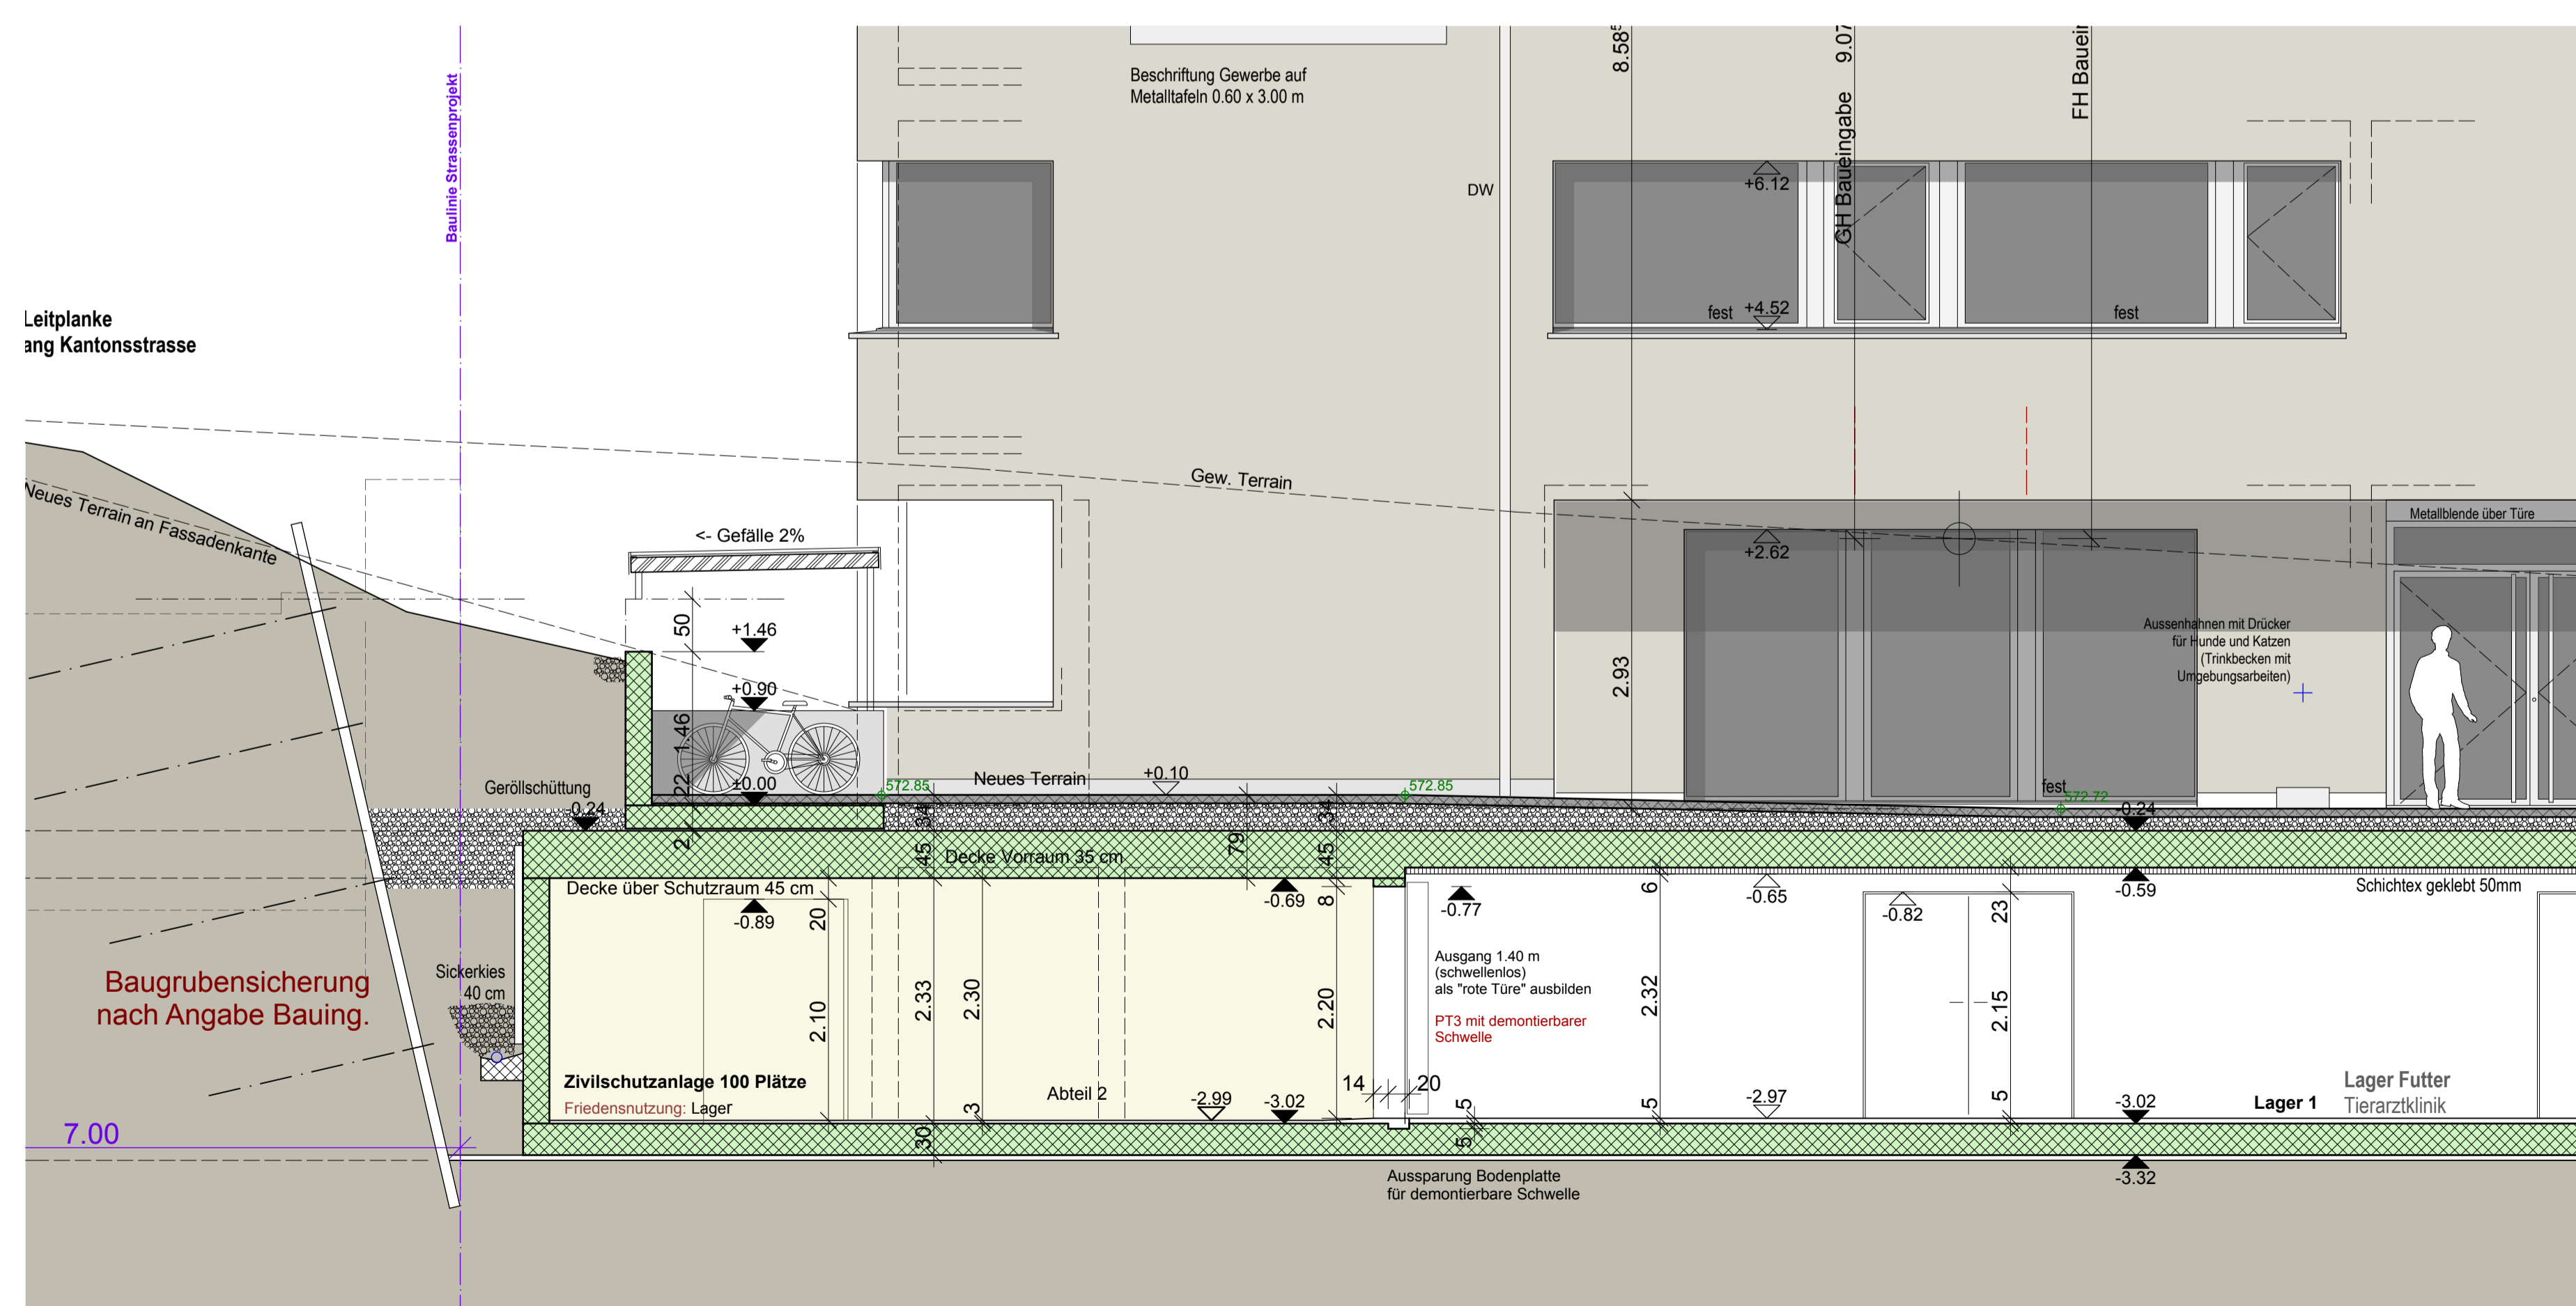 Beschriftung Gewerbe auf
Metalltafeln 0.60 x 3.00 m
Baulinie Strassenprojekt
8.58⁵
GH Baueingabe 9.07
FH Bauein
DW
+6.12
+4.52
fest
fest
Leitplanke
ang Kantonsstrasse
Gew. Terrain
Neues Terrain an Fassadenkante
<- Gefälle 2%
Metallblende über Türe
+2.62
50
+1.46
2.93
Aussenhahnen mit Drücker
für Hunde und Katzen
(Trinkbecken mit
Umgebungsarbeiten)
+0.90
1.46
22
±0.00
Neues Terrain
+0.10
572.85
572.85
fest
572.72
Geröllschüttung
-0.24
-0.24
2
34
34
45
79
45
Decke Vorraum 35 cm
Decke über Schutzraum 45 cm
-0.89
20
-0.69
8
-0.77
6
-0.65
-0.82
23
-0.59
Schichtex geklebt 50mm
Ausgang 1.40 m
(schwellenlos)
als "rote Türe" ausbilden
PT3 mit demontierbarer
Schwelle
Baugrubensicherung
nach Angabe Bauing.
Sickerkies
40 cm
2.10
2.33
2.30
2.20
2.32
2.15
Zivilschutzanlage 100 Plätze
Friedensnutzung: Lager
Abteil 2
-2.99
-3.02
14
20
5
5
-2.97
5
5
Lager 1
-3.02
Lager Futter
Tierarztklinik
7.00
30
3
-3.32
Aussparung Bodenplatte
für demontierbare Schwelle